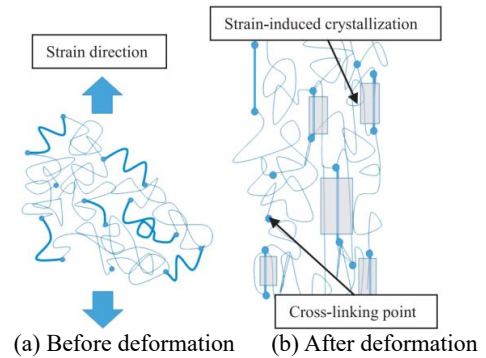 Strain-induced crystallization
Strain direction
Cross-linking point
(a) Before deformation
(b) After deformation